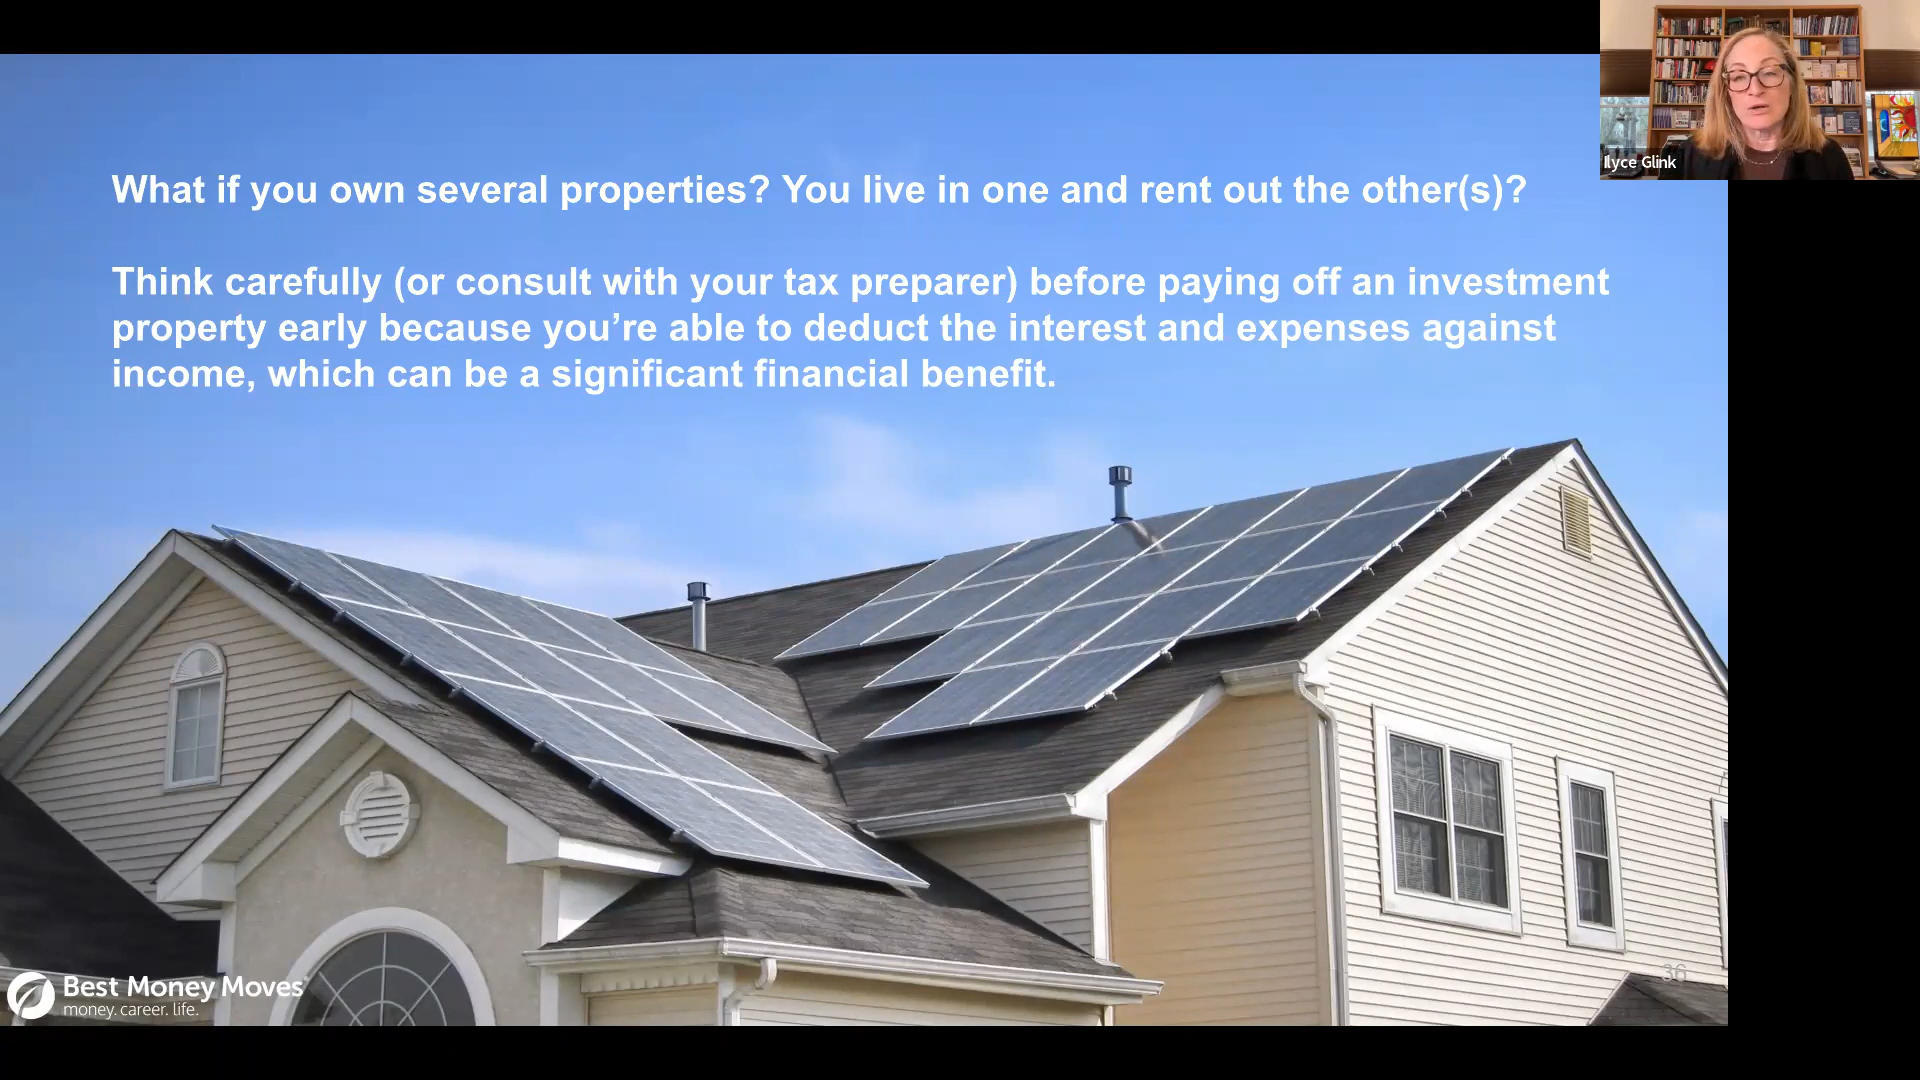 Ilyce Glink
What if you own several properties? You live in one and rent out the other(s)?
Think carefully (or consult with your tax preparer) before paying off an investment
property early because you’re able to deduct the interest and expenses against
income, which can be a significant financial benefit.
Best Money Moves
money. career. life.
36